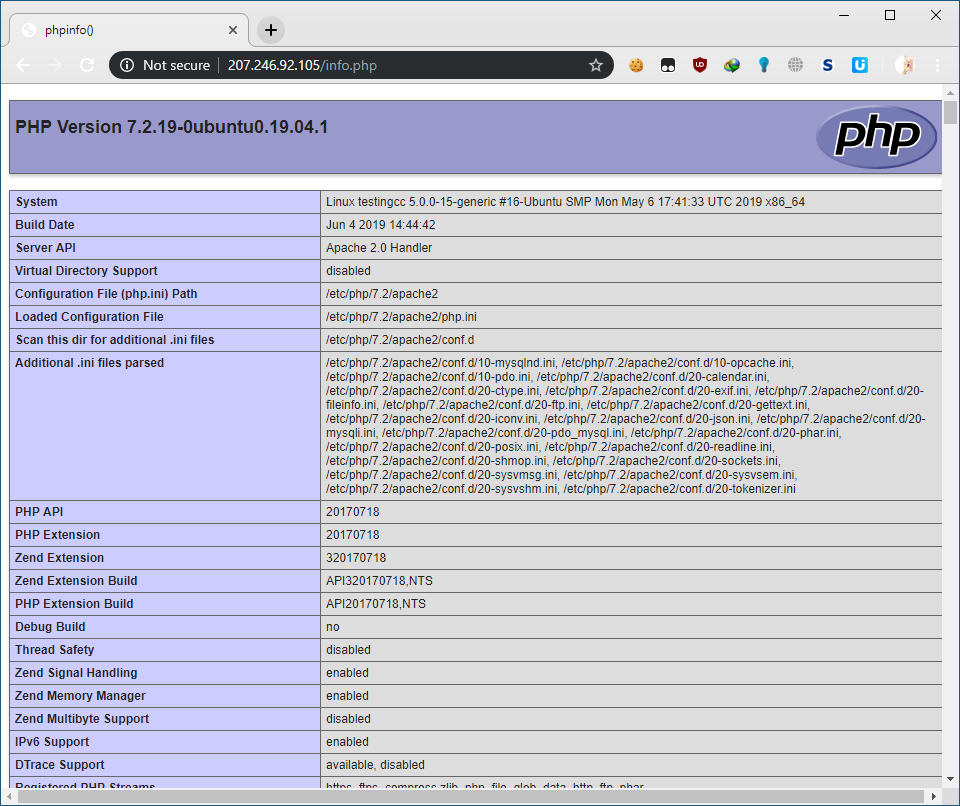 phpinfo()
Not secure 207.246.92.105/info.php
PHP Version 7.2.19-0ubuntu0.19.04.1
php
System Linux testingcc 5.0.0-15-generic #16-Ubuntu SMP Mon May 6 17:41:33 UTC 2019 x86_64
Build Date Jun 4 2019 14:44:42
Server API Apache 2.0 Handler
Virtual Directory Support disabled
Configuration File (php.ini) Path /etc/php/7.2/apache2
Loaded Configuration File /etc/php/7.2/apache2/php.ini
Scan this dir for additional .ini files /etc/php/7.2/apache2/conf.d
Additional .ini files parsed /etc/php/7.2/apache2/conf.d/10-mysqlnd.ini, /etc/php/7.2/apache2/conf.d/10-opcache.ini,
/etc/php/7.2/apache2/conf.d/10-pdo.ini, /etc/php/7.2/apache2/conf.d/20-calendar.ini,
/etc/php/7.2/apache2/conf.d/20-ctype.ini, /etc/php/7.2/apache2/conf.d/20-exif.ini, /etc/php/7.2/apache2/conf.d/20-
fileinfo.ini, /etc/php/7.2/apache2/conf.d/20-ftp.ini, /etc/php/7.2/apache2/conf.d/20-gettext.ini,
/etc/php/7.2/apache2/conf.d/20-iconv.ini, /etc/php/7.2/apache2/conf.d/20-json.ini, /etc/php/7.2/apache2/conf.d/20-
mysqli.ini, /etc/php/7.2/apache2/conf.d/20-pdo_mysql.ini, /etc/php/7.2/apache2/conf.d/20-phar.ini,
/etc/php/7.2/apache2/conf.d/20-posix.ini, /etc/php/7.2/apache2/conf.d/20-readline.ini,
/etc/php/7.2/apache2/conf.d/20-shmop.ini, /etc/php/7.2/apache2/conf.d/20-sockets.ini,
/etc/php/7.2/apache2/conf.d/20-sysvmsg.ini, /etc/php/7.2/apache2/conf.d/20-sysvsem.ini,
/etc/php/7.2/apache2/conf.d/20-sysvshm.ini, /etc/php/7.2/apache2/conf.d/20-tokenizer.ini
PHP API 20170718
PHP Extension 20170718
Zend Extension 320170718
Zend Extension Build API320170718,NTS
PHP Extension Build API20170718,NTS
Debug Build no
Thread Safety disabled
Zend Signal Handling enabled
Zend Memory Manager enabled
Zend Multibyte Support disabled
IPv6 Support enabled
DTrace Support available, disabled
Registered PHP Streams https, ftps, compress.zlib, php, file, glob, data, http, ftp, phar